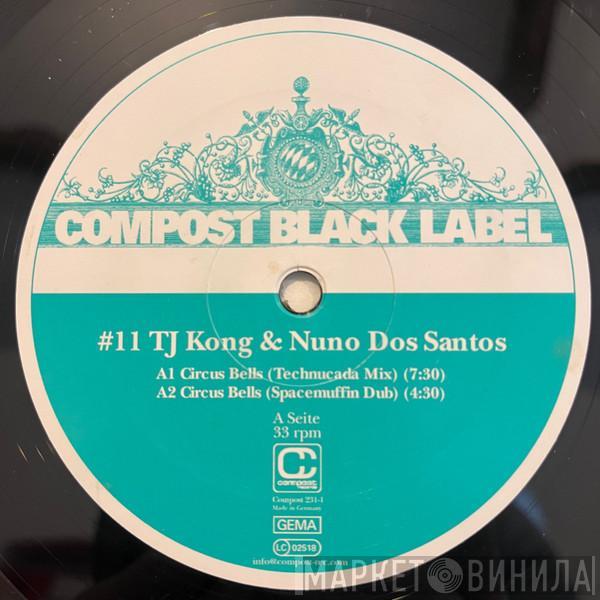 COMPOST BLACK LABEL
#11 TJ Kong & Nuno Dos Santos
A1 Circus Bells (Technucada Mix) (7:30)
A2 Circus Bells (Spacemuffin Dub) (4:30)
A Seite
33 rpm
compost
records
Compost 231-1
Made in Germany
GEMA
LC 02518
info@compost-rec.com
МАРКЕТ ВИНИЛА